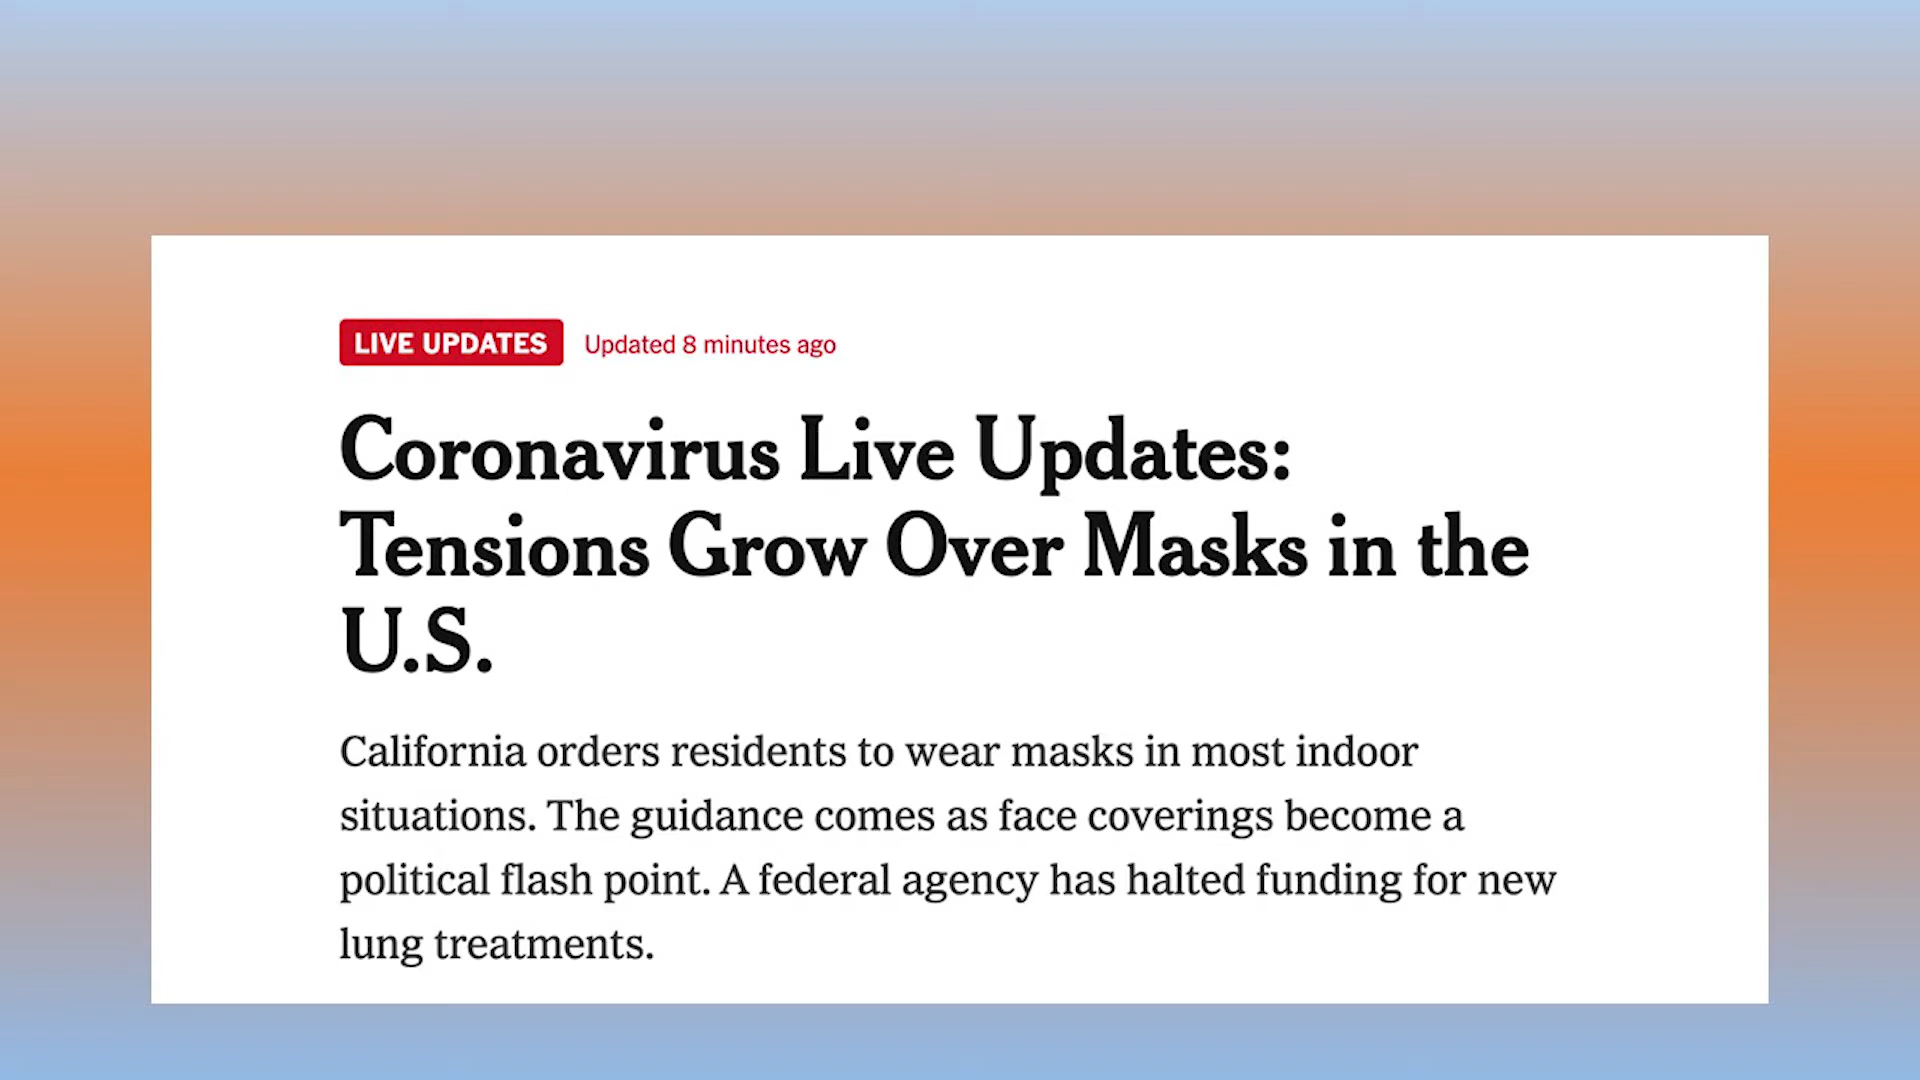 LIVE UPDATES Updated 8 minutes ago
Coronavirus Live Updates:
Tensions Grow Over Masks in the
U.S.
California orders residents to wear masks in most indoor
situations. The guidance comes as face coverings become a
political flash point. A federal agency has halted funding for new
lung treatments.